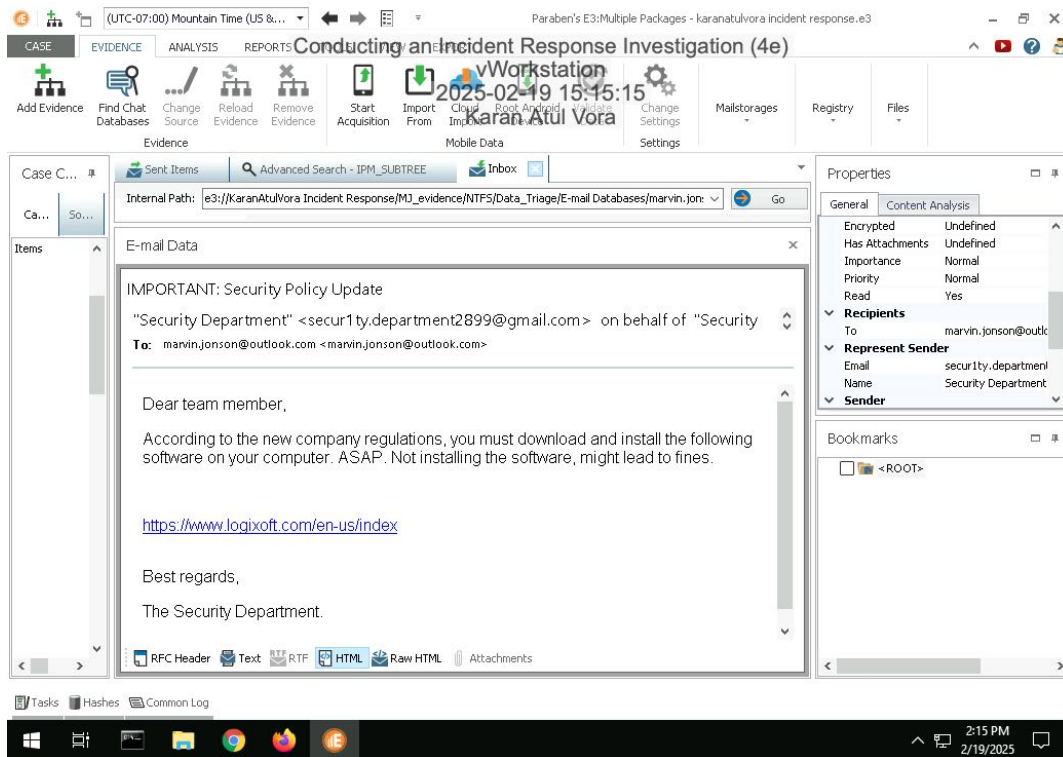 (UTC-07:00) Mountain Time (US &...
Paraben's E3:Multiple Packages - karanatulvora incident response.e3
CASE
EVIDENCE
ANALYSIS
REPORTS
Conducting an Incident Response Investigation (4e)
vWorkstation
2025-02-19 15:15:15
Karan Atul Vora
Add Evidence
Find Chat
Databases
Change
Source
Reload
Evidence
Remove
Evidence
Start
Acquisition
Import
From
Cloud
Import
Root Android
Device
Validate
Change
Settings
Mailstorages
Registry
Files
Evidence
Mobile Data
Settings
Case C...
Ca...
So...
Items
Sent Items
Advanced Search - IPM_SUBTREE
Inbox
Internal Path:
e3://KaranAtulVora Incident Response/MJ_evidence/NTFS/Data_Triage/E-mail Databases/marvin.jon:
Go
E-mail Data
IMPORTANT: Security Policy Update
"Security Department" <secur1ty.department2899@gmail.com> on behalf of "Security
To: marvin.jonson@outlook.com <marvin.jonson@outlook.com>
Dear team member,
According to the new company regulations, you must download and install the following
software on your computer. ASAP. Not installing the software, might lead to fines.
https://www.logixoft.com/en-us/index
Best regards,
The Security Department.
RFC Header
Text
RTF
HTML
Raw HTML
Attachments
Properties
General
Content Analysis
Encrypted Undefined
Has Attachments Undefined
Importance Normal
Priority Normal
Read Yes
Recipients
To marvin.jonson@outlc
Represent Sender
Email secur1ty.department
Name Security Department
Sender
Bookmarks
<ROOT>
Tasks
Hashes
Common Log
2:15 PM
2/19/2025